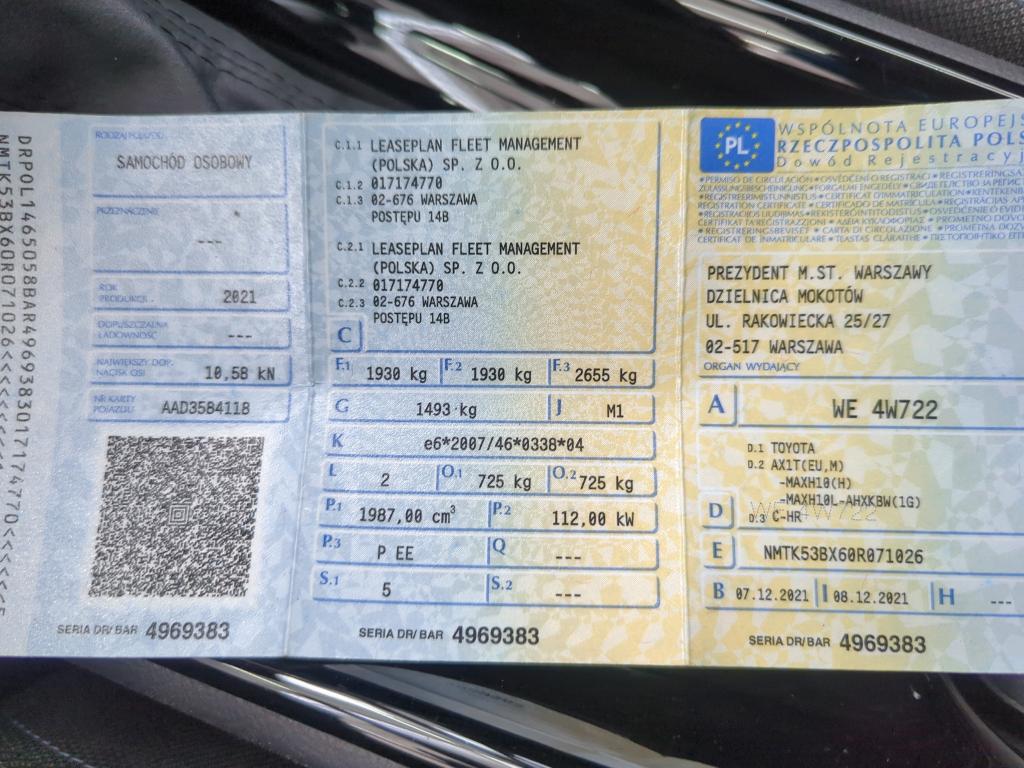 DRPOL1465058BAR4969383017174770<<<<<
NMTK53BX60R071026<<<<<
RODZAJ POJAZDU
SAMOCHÓD OSOBOWY
PRZEZNACZENIE
---
ROK
PRODUKCJI
2021
DOPUSZCZALNA
ŁADOWNOŚĆ
---
NAJWIĘKSZY DOP.
NACISK OSI
10,58 kN
NR KARTY
POJAZDU
AAD3584118
SERIA DR/BAR 4969383
C.1.1 LEASEPLAN FLEET MANAGEMENT
(POLSKA) SP. Z O.O.
C.1.2 017174770
C.1.3 02-676 WARSZAWA
POSTĘPU 14B
C.2.1 LEASEPLAN FLEET MANAGEMENT
(POLSKA) SP. Z O.O.
C.2.2 017174770
C.2.3 02-676 WARSZAWA
POSTĘPU 14B
C
F.1 1930 kg F.2 1930 kg F.3 2655 kg
G 1493 kg J M1
K e6*2007/46*0338*04
L 2 O.1 725 kg O.2 725 kg
P.1 1987,00 cm³ P.2 112,00 kW
P.3 P EE Q ---
S.1 5 S.2 ---
SERIA DR/BAR 4969383
PL
WSPÓLNOTA EUROPEJS
RZECZPOSPOLITA POLS
Dowód Rejestracyj
PREZYDENT M.ST. WARSZAWY
DZIELNICA MOKOTÓW
UL. RAKOWIECKA 25/27
02-517 WARSZAWA
ORGAN WYDAJĄCY
A WE 4W722
D.1 TOYOTA
D.2 AX1T(EU,M)
-MAXH10(H)
-MAXH10L-AHXKBW(1G)
D D.3 C-HR
WE 4W722
E NMTK53BX60R071026
B 07.12.2021 I 08.12.2021 H ---
SERIA DR/BAR 4969383